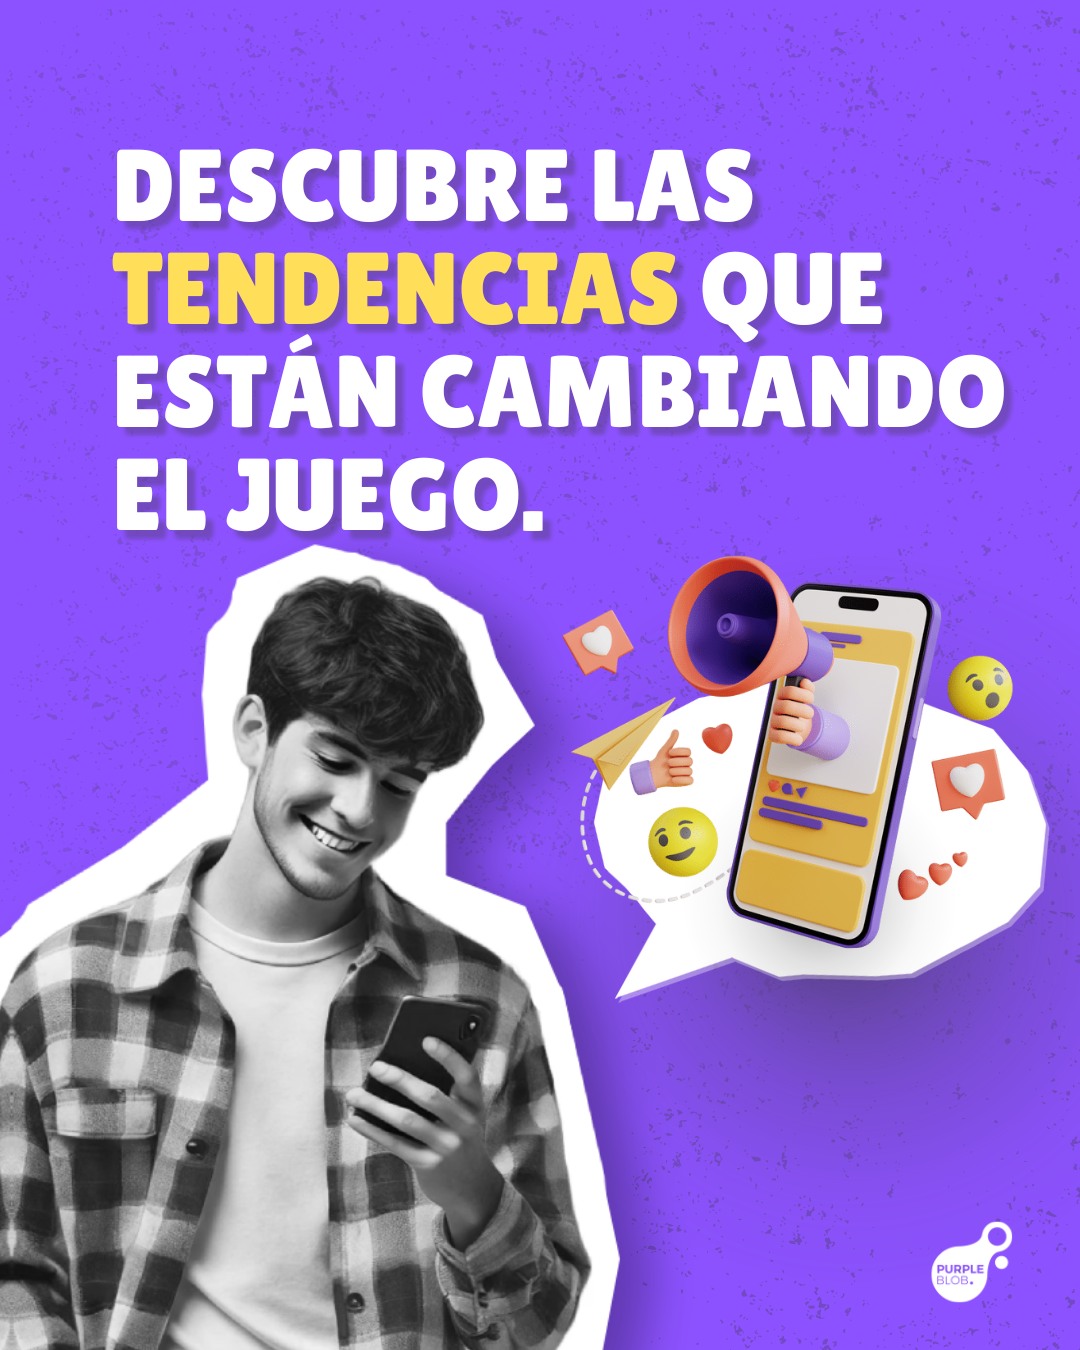 DESCUBRE LAS
TENDENCIAS QUE
ESTÁN CAMBIANDO
EL JUEGO.
PURPLE
BLOB.